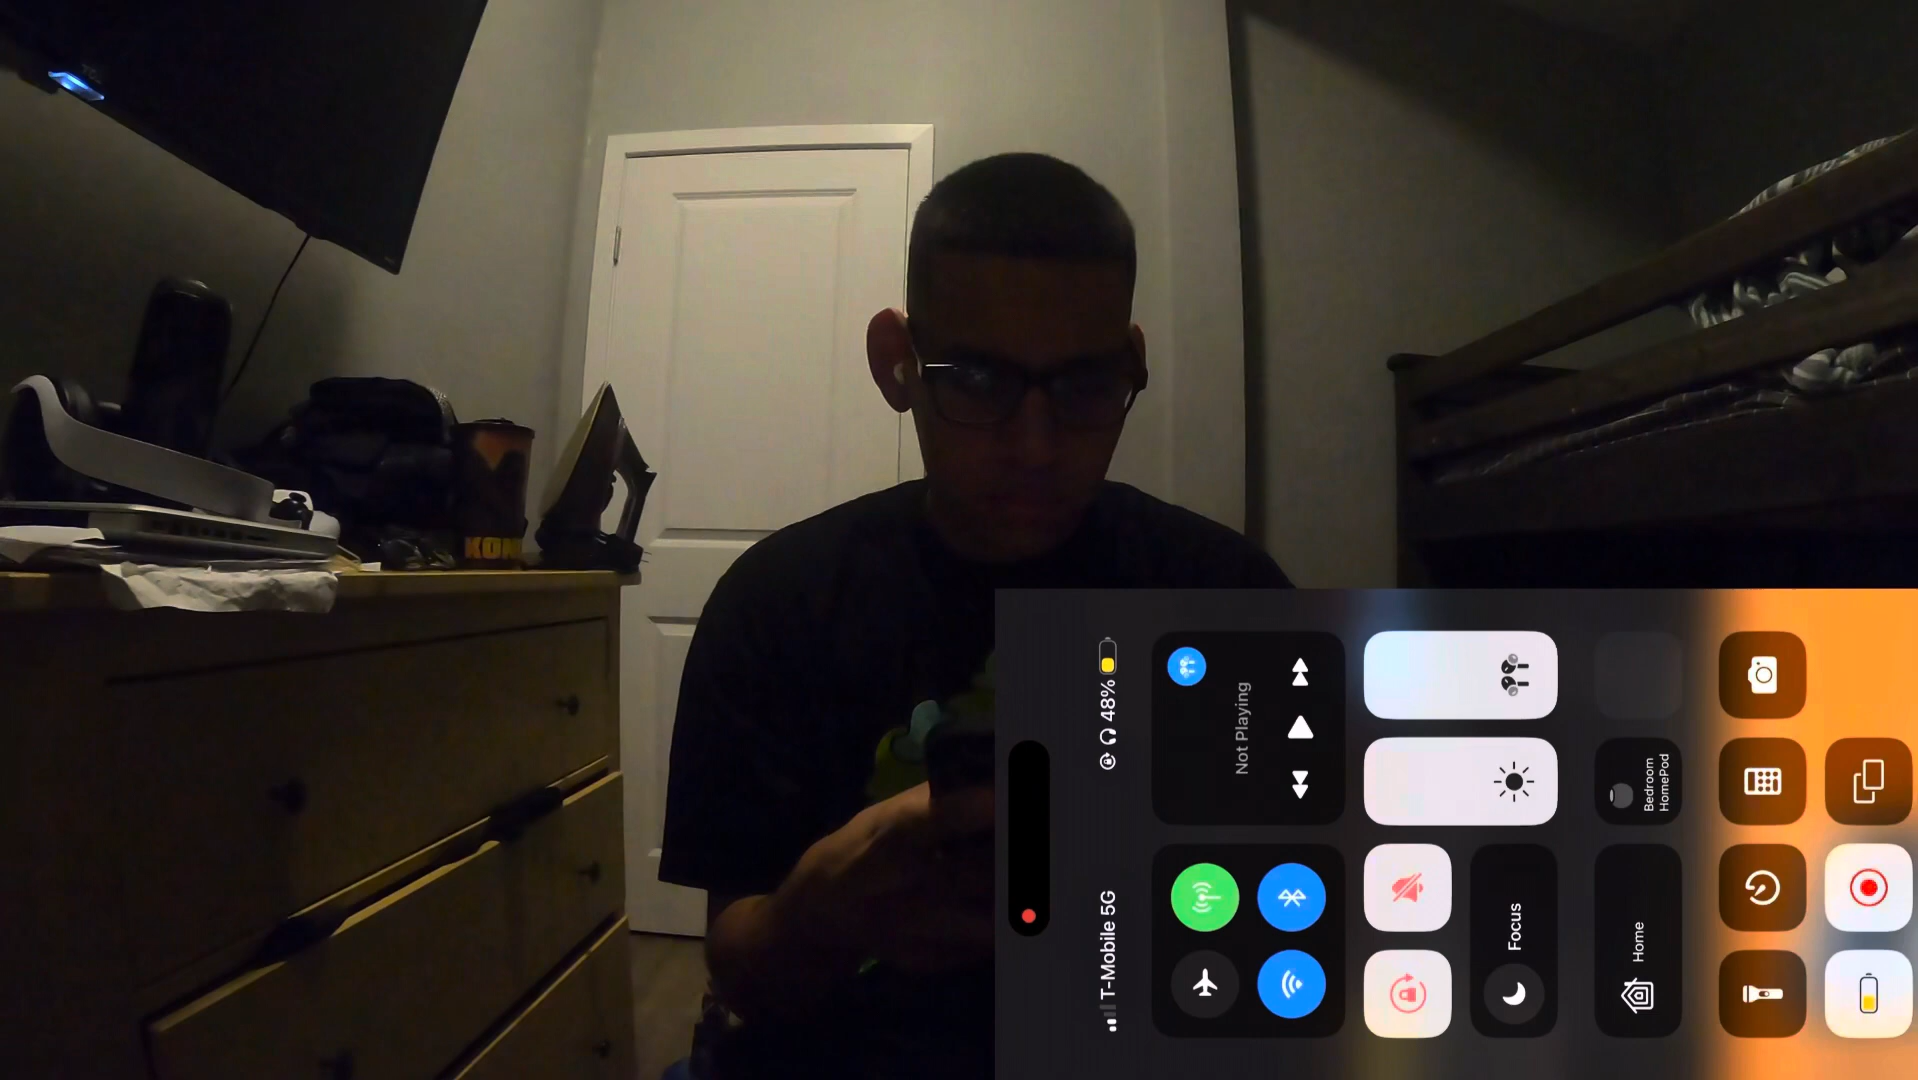 KON
T-Mobile 5G
48%
Not Playing
Focus
Home
Bedroom
HomePod